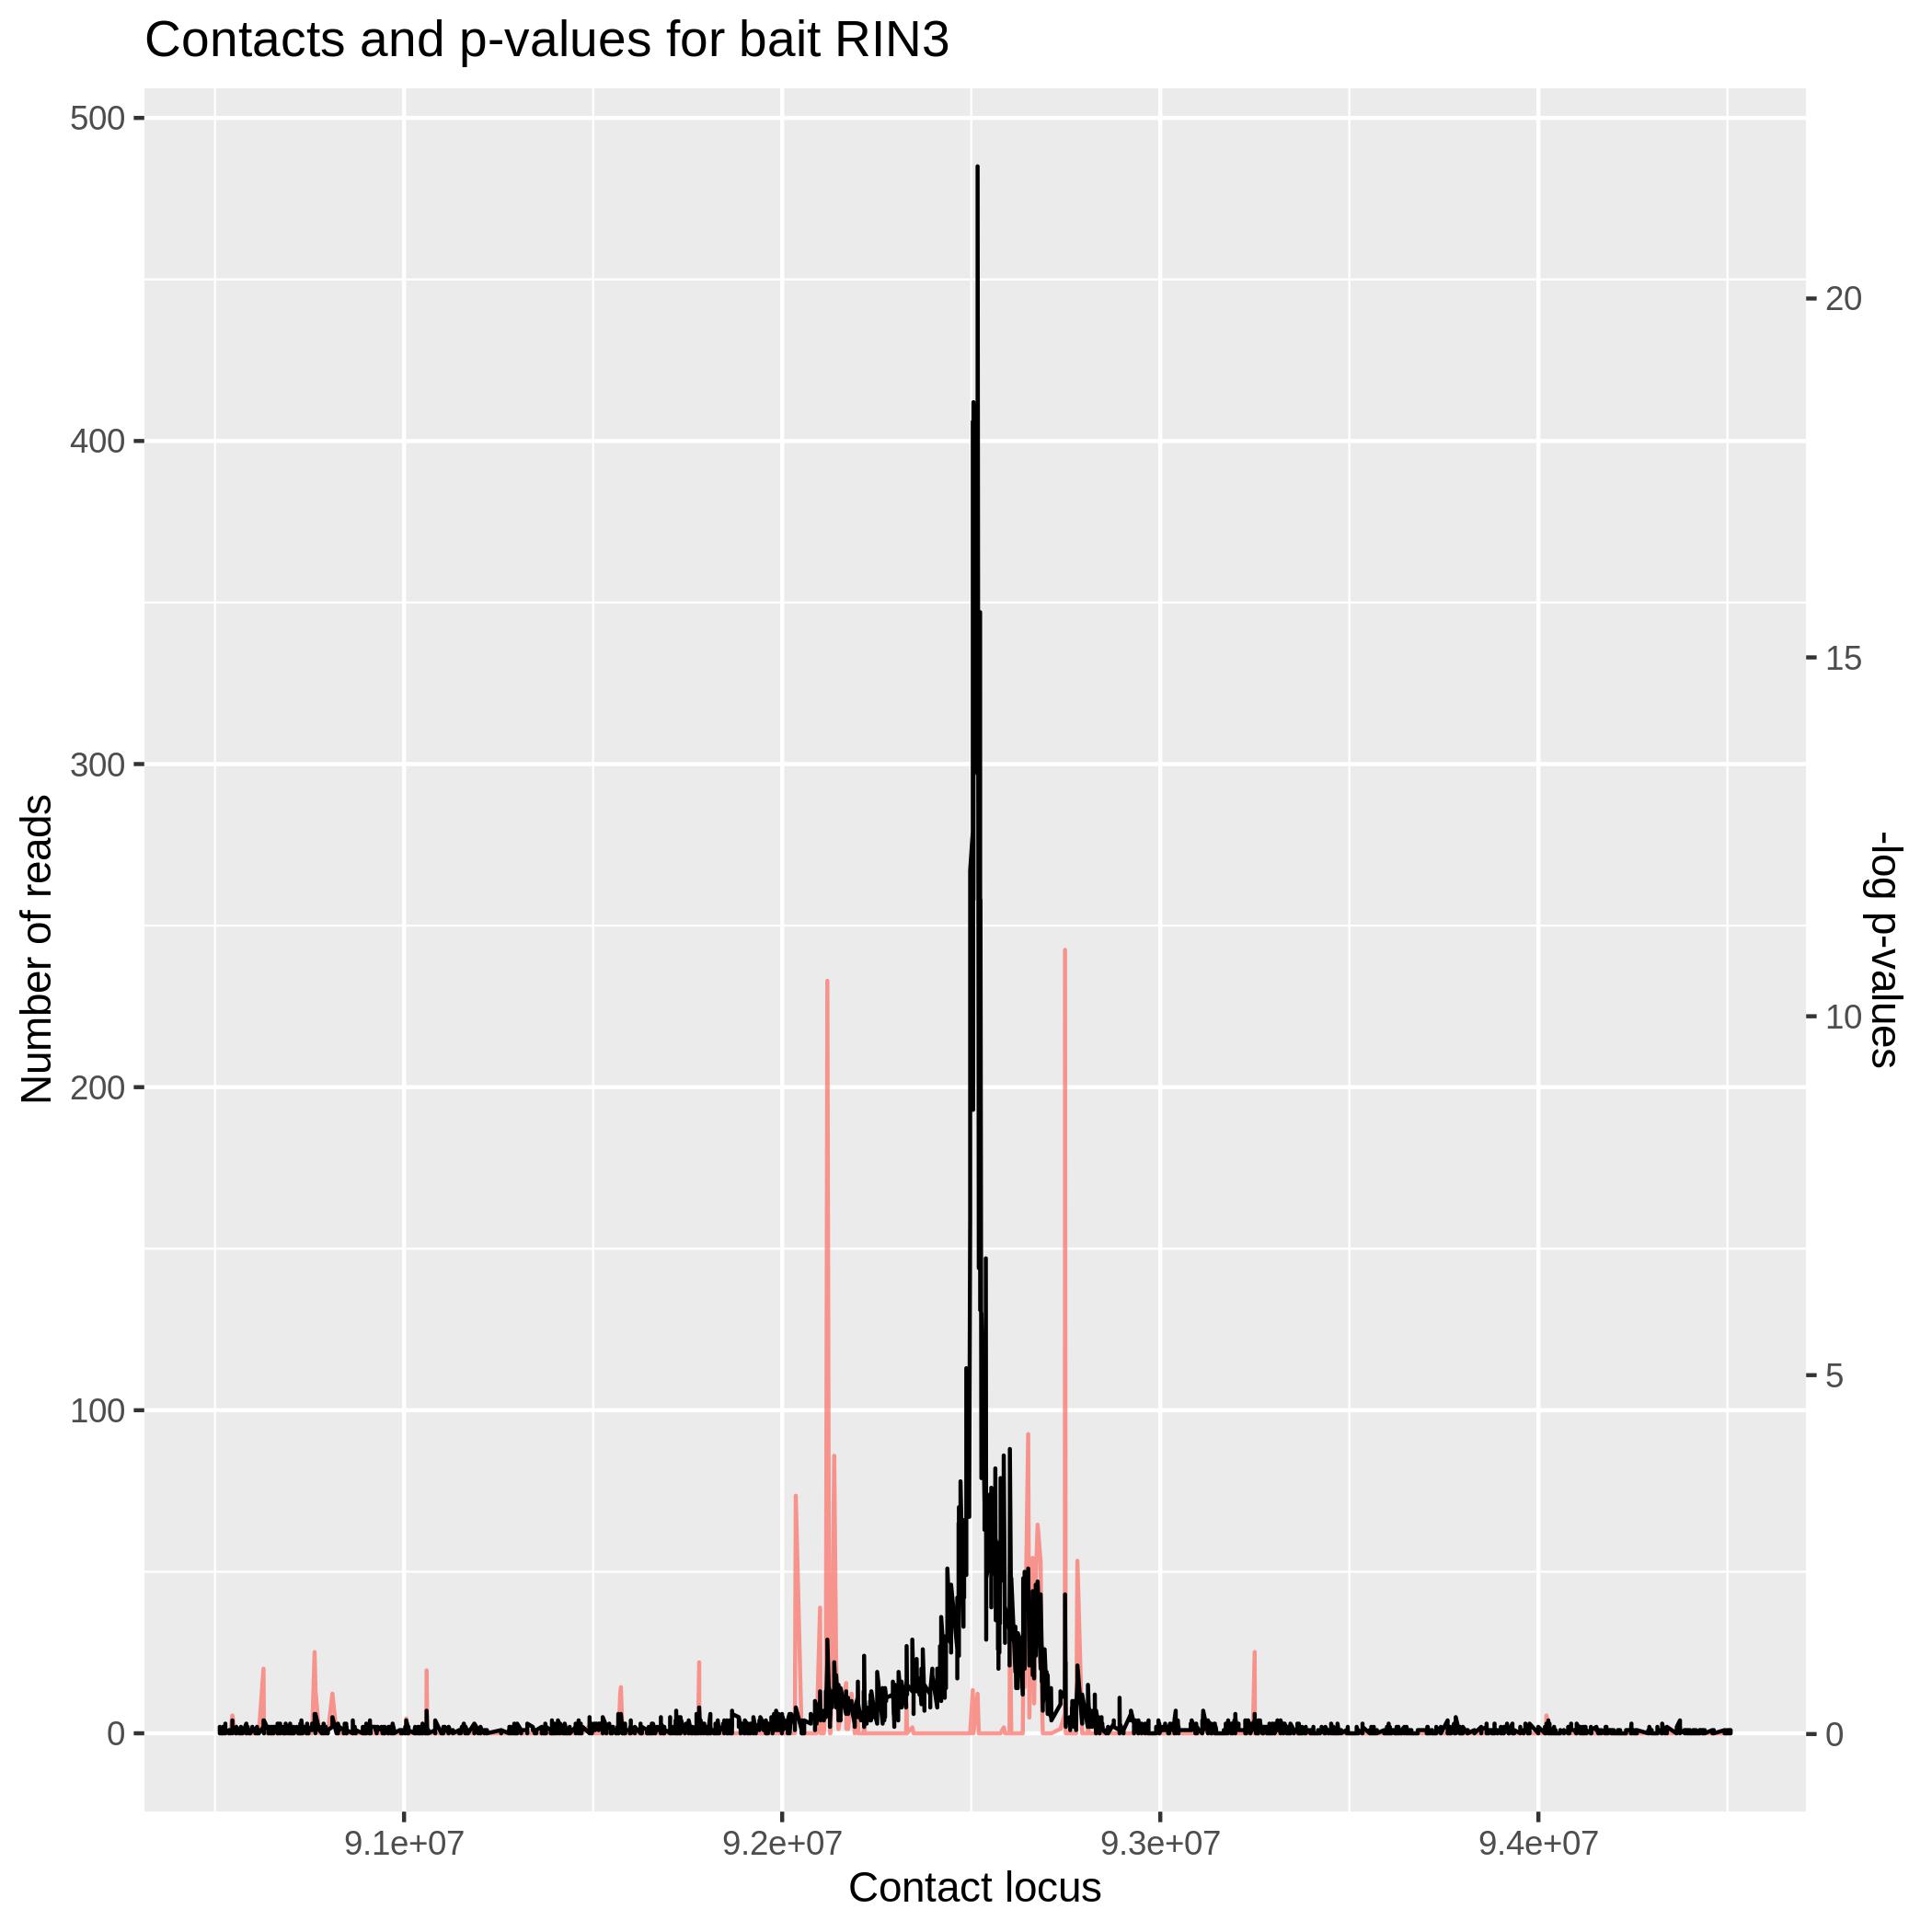 Contacts and p-values for bait RIN3
500
400
300
200
100
0
Number of reads
20
15
10
5
0
-log p-values
9.1e+07
9.2e+07
9.3e+07
9.4e+07
Contact locus